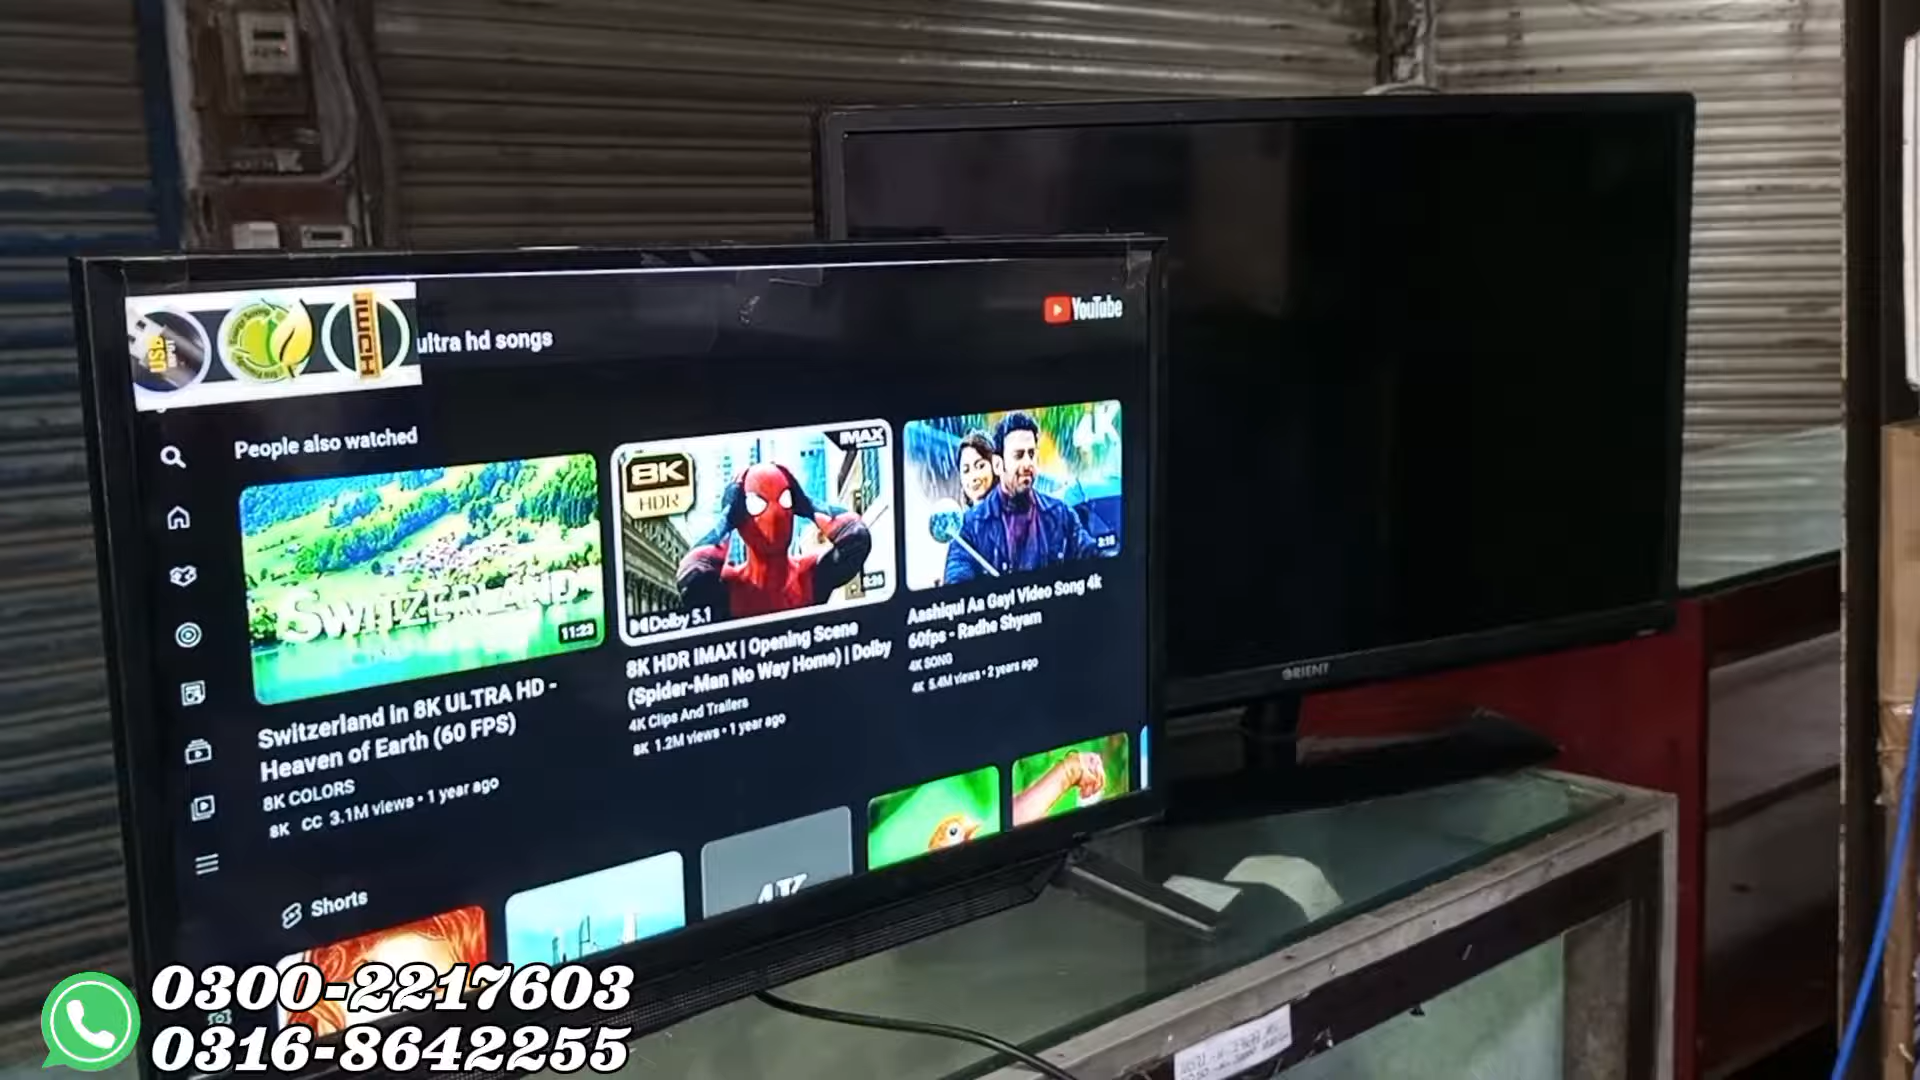 USB
INPUT
HDMI
ultra hd songs
YouTube
People also watched
SWITZERLAND
11:23
8K
HDR
IMAX
Dolby 5.1
4K
3:15
Switzerland in 8K ULTRA HD -
Heaven of Earth (60 FPS)
8K COLORS
8K CC 3.1M views • 1 year ago
8K HDR IMAX | Opening Scene
(Spider-Man No Way Home) | Dolby
4K Clips And Trailers
8K 1.2M views • 1 year ago
Aashiqui Aa Gayi Video Song 4k
60fps - Radhe Shyam
4K SONG
4K 5.4M views • 2 years ago
ORIENT
Shorts
4K
0300-2217603
0316-8642255